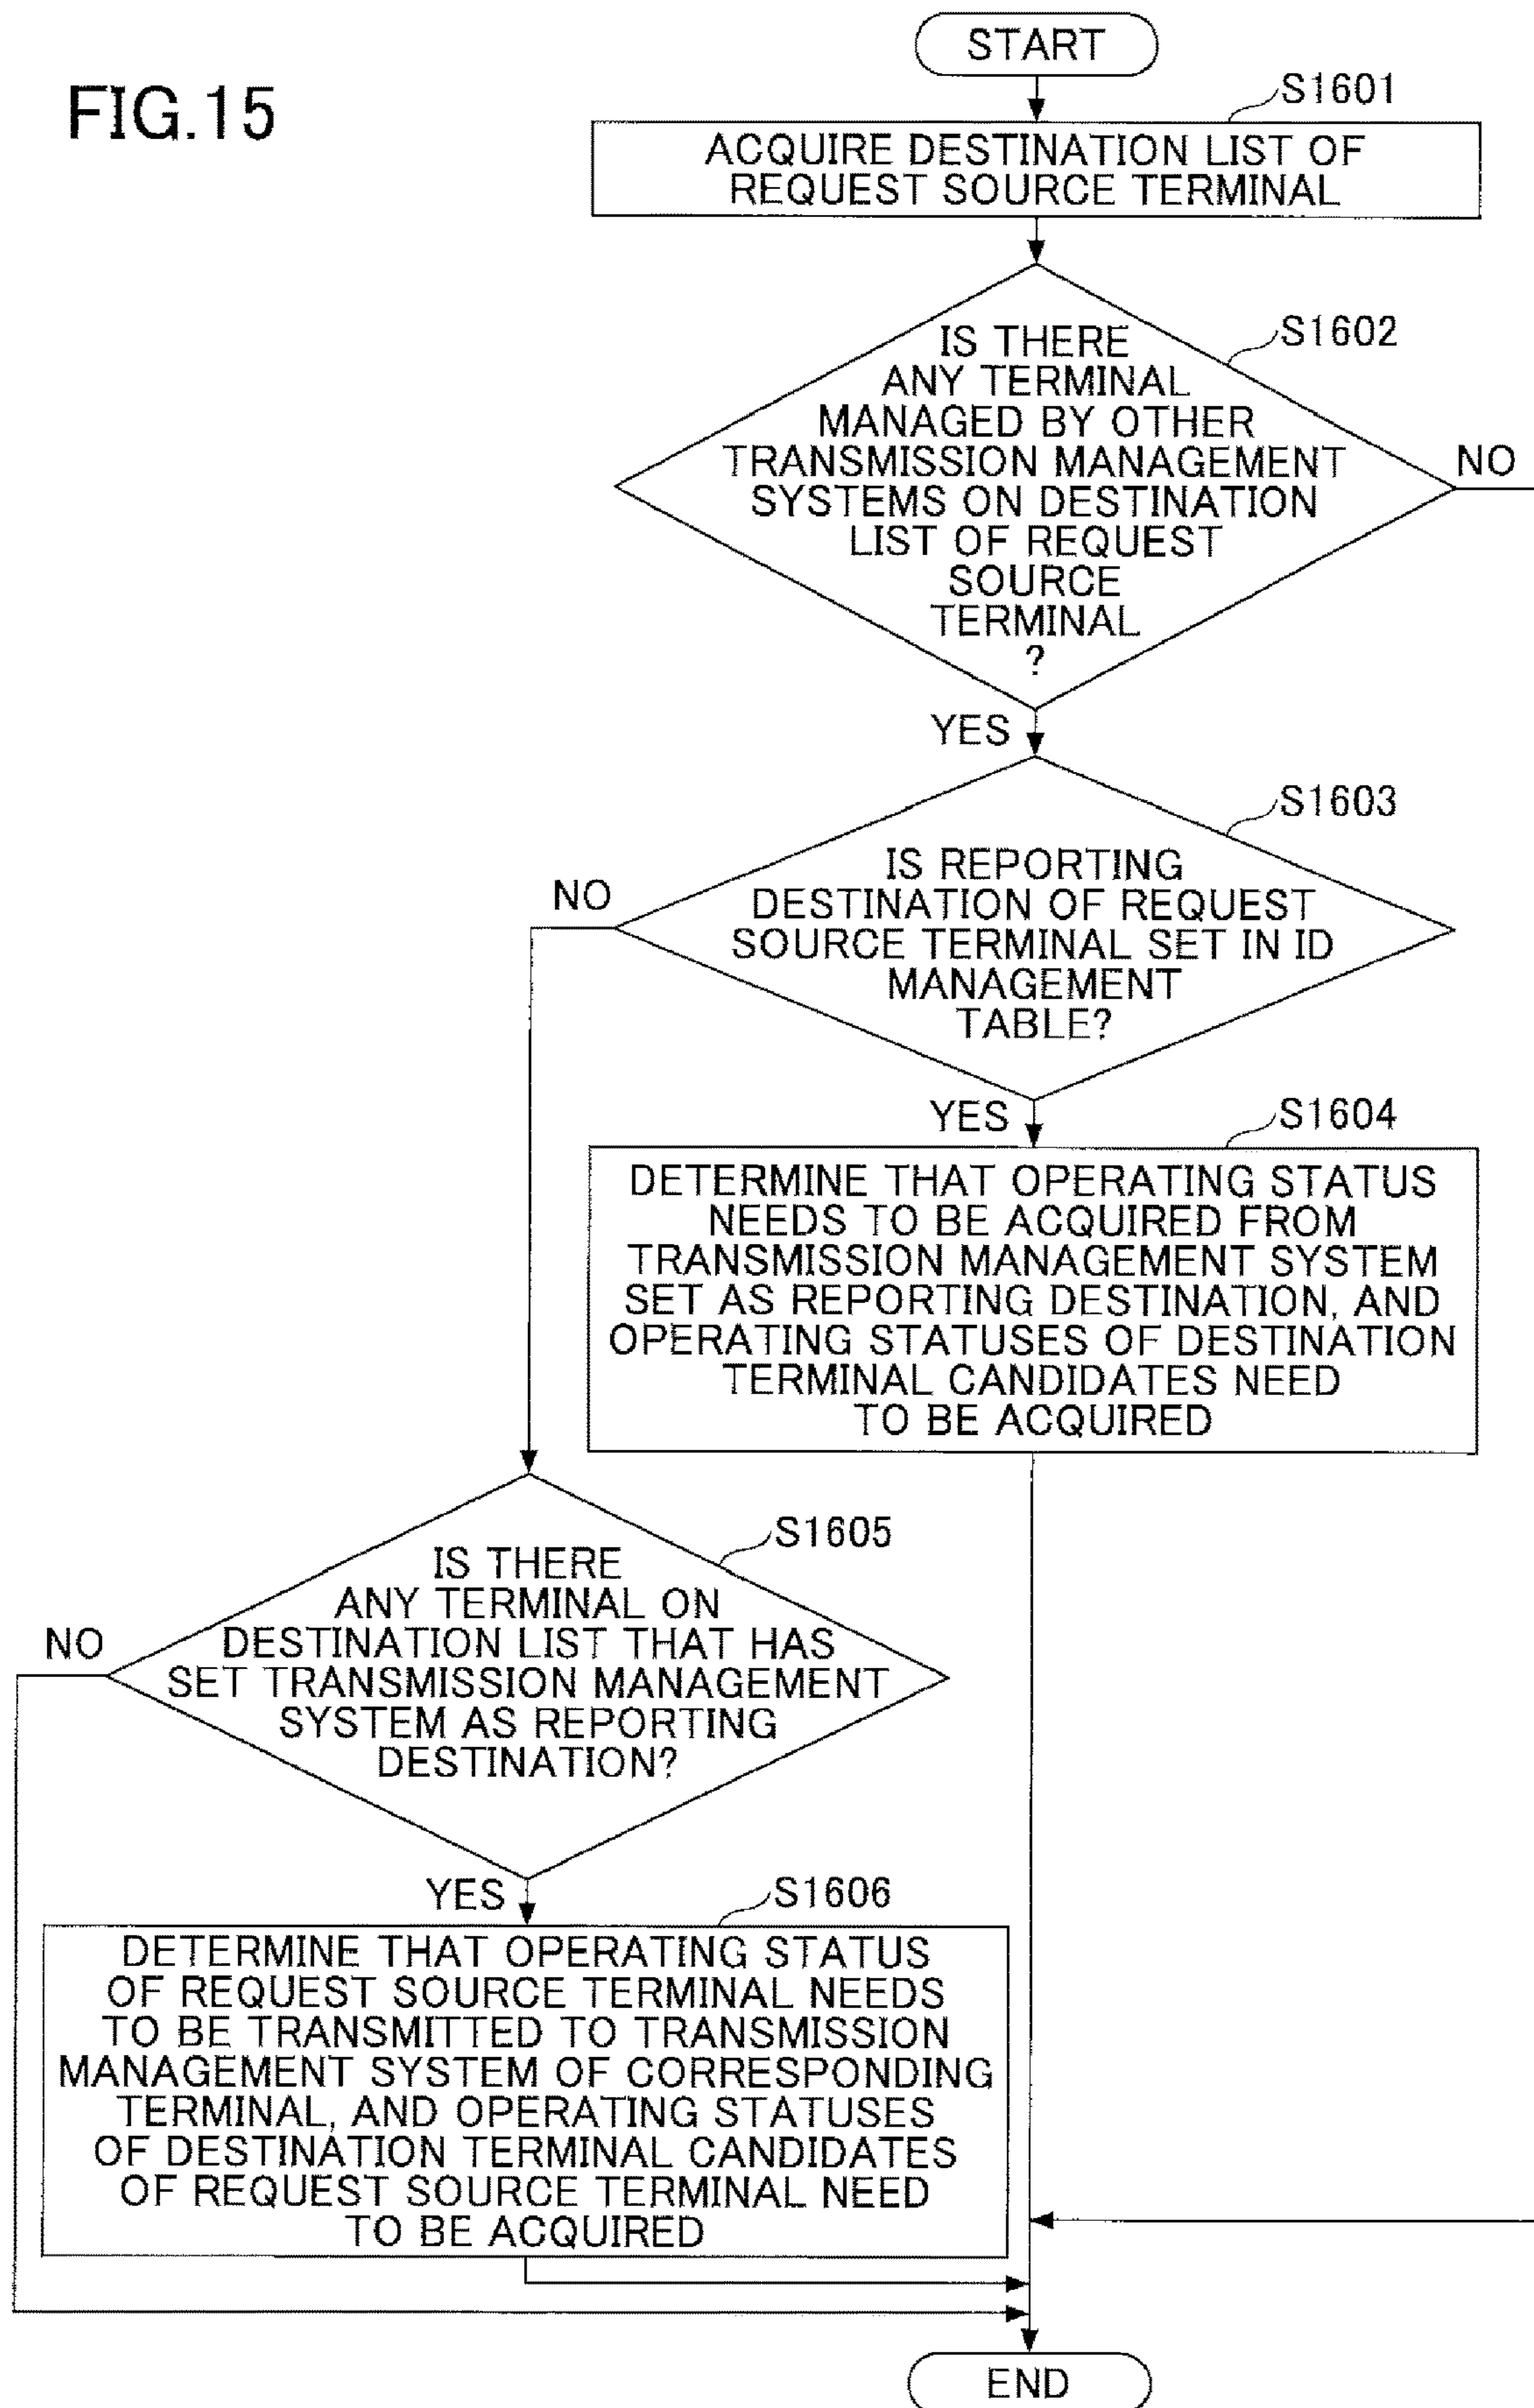 FIG.15
START
S1601
ACQUIRE DESTINATION LIST OF
REQUEST SOURCE TERMINAL
S1602
IS THERE
ANY TERMINAL
MANAGED BY OTHER
TRANSMISSION MANAGEMENT
SYSTEMS ON DESTINATION
LIST OF REQUEST
SOURCE
TERMINAL
?
NO
YES
S1603
IS REPORTING
DESTINATION OF REQUEST
SOURCE TERMINAL SET IN ID
MANAGEMENT
TABLE?
NO
YES
S1604
DETERMINE THAT OPERATING STATUS
NEEDS TO BE ACQUIRED FROM
TRANSMISSION MANAGEMENT SYSTEM
SET AS REPORTING DESTINATION, AND
OPERATING STATUSES OF DESTINATION
TERMINAL CANDIDATES NEED
TO BE ACQUIRED
S1605
IS THERE
ANY TERMINAL ON
DESTINATION LIST THAT HAS
SET TRANSMISSION MANAGEMENT
SYSTEM AS REPORTING
DESTINATION?
NO
YES
S1606
DETERMINE THAT OPERATING STATUS
OF REQUEST SOURCE TERMINAL NEEDS
TO BE TRANSMITTED TO TRANSMISSION
MANAGEMENT SYSTEM OF CORRESPONDING
TERMINAL, AND OPERATING STATUSES
OF DESTINATION TERMINAL CANDIDATES
OF REQUEST SOURCE TERMINAL NEED
TO BE ACQUIRED
END